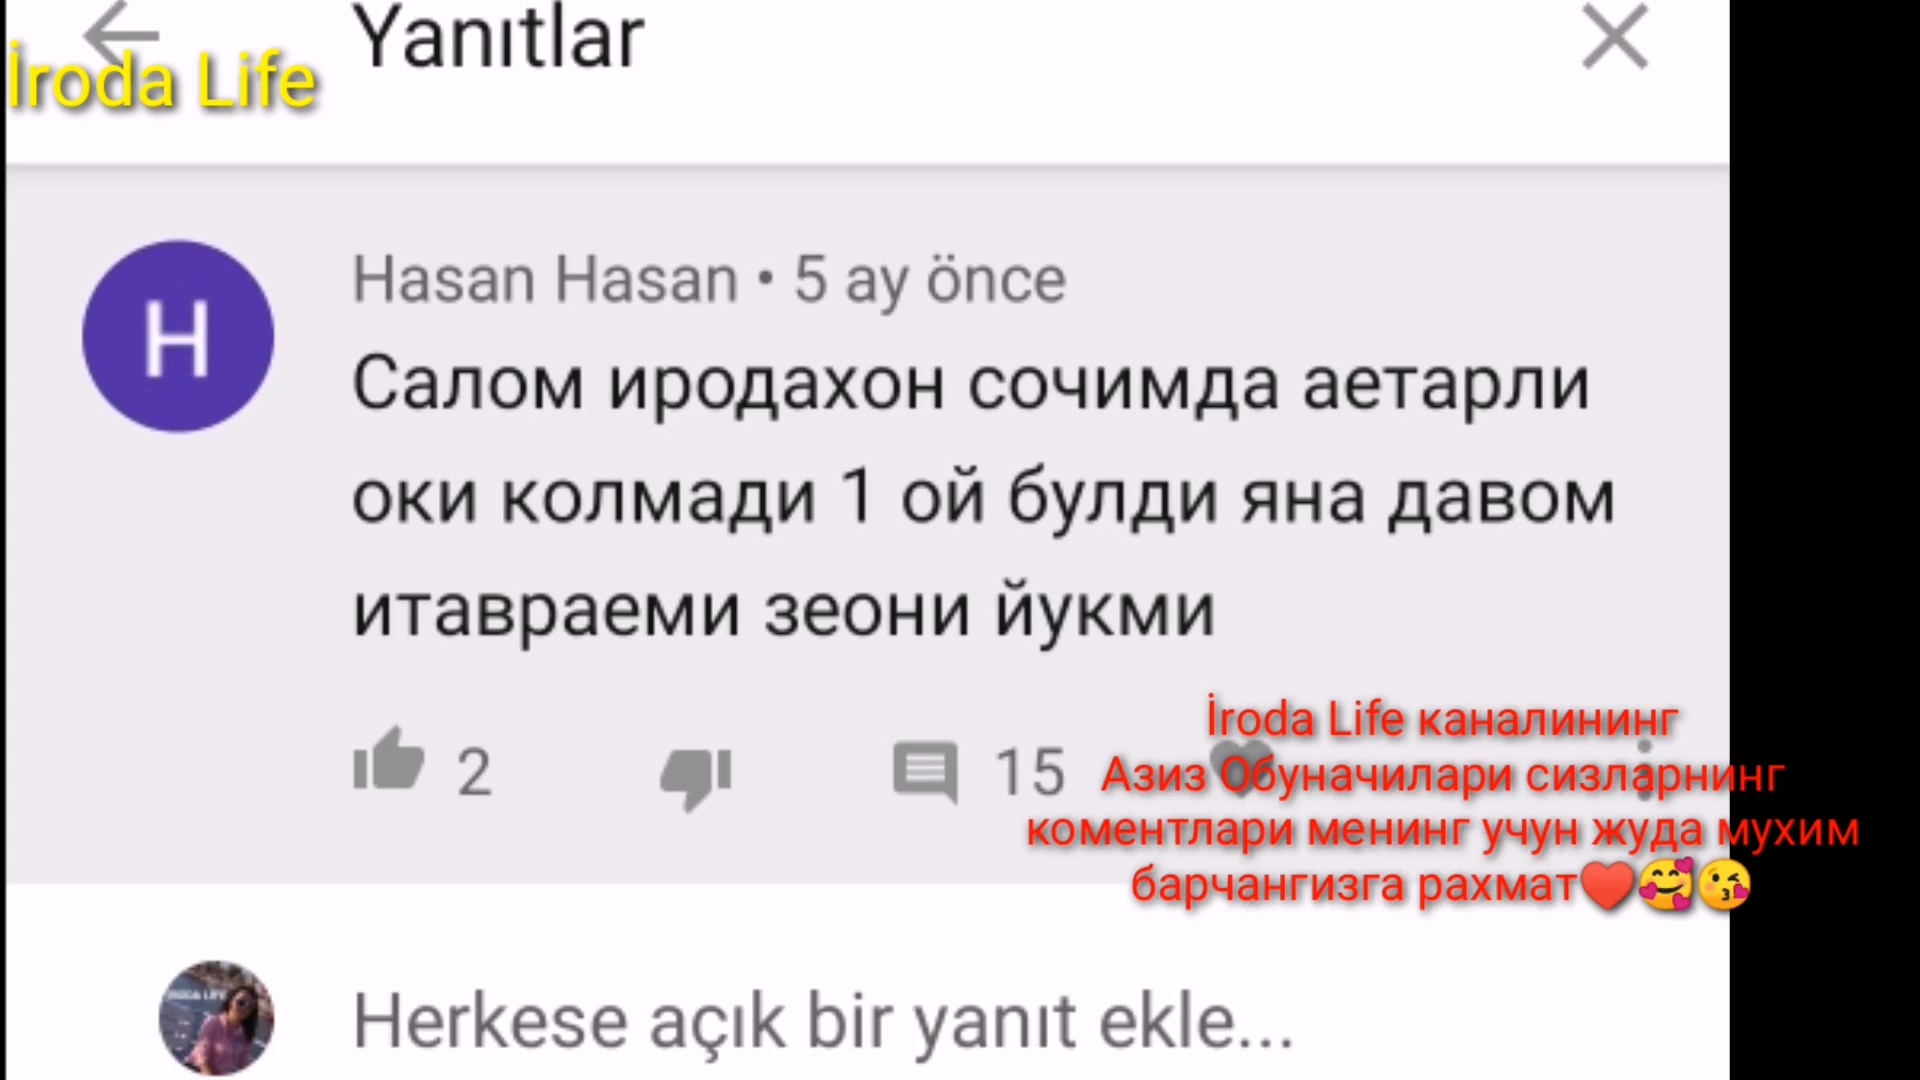 Yanıtlar
İroda Life
Hasan Hasan • 5 ay önce
H
Салом иродахон сочимда аетарли
оки колмади 1 ой булди яна давом
итавраеми зеони йукми
2
15
İroda Life каналининг
Азиз Обуначилари сизларнинг
коментлари менинг учун жуда мухим
барчангизга рахмат❤️🥰😘
Herkese açık bir yanıt ekle...